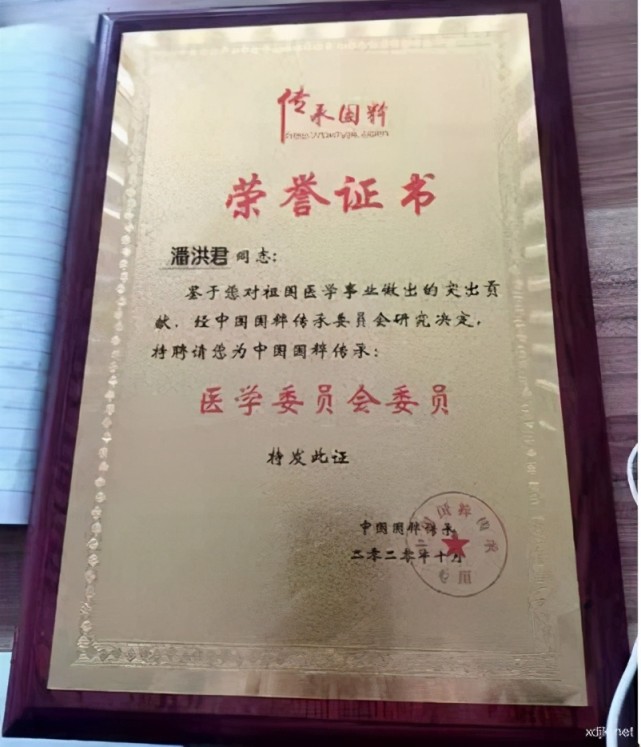 传承国粹
荣誉证书
潘洪君 同志：
鉴于您对祖国医学事业做出的突出贡
献，经中国国粹传承委员会研究决定，
特聘请您为中国国粹传承：
医学委员会委员
特发此证
中国国粹传承
二零二零年十月
xdjk.net